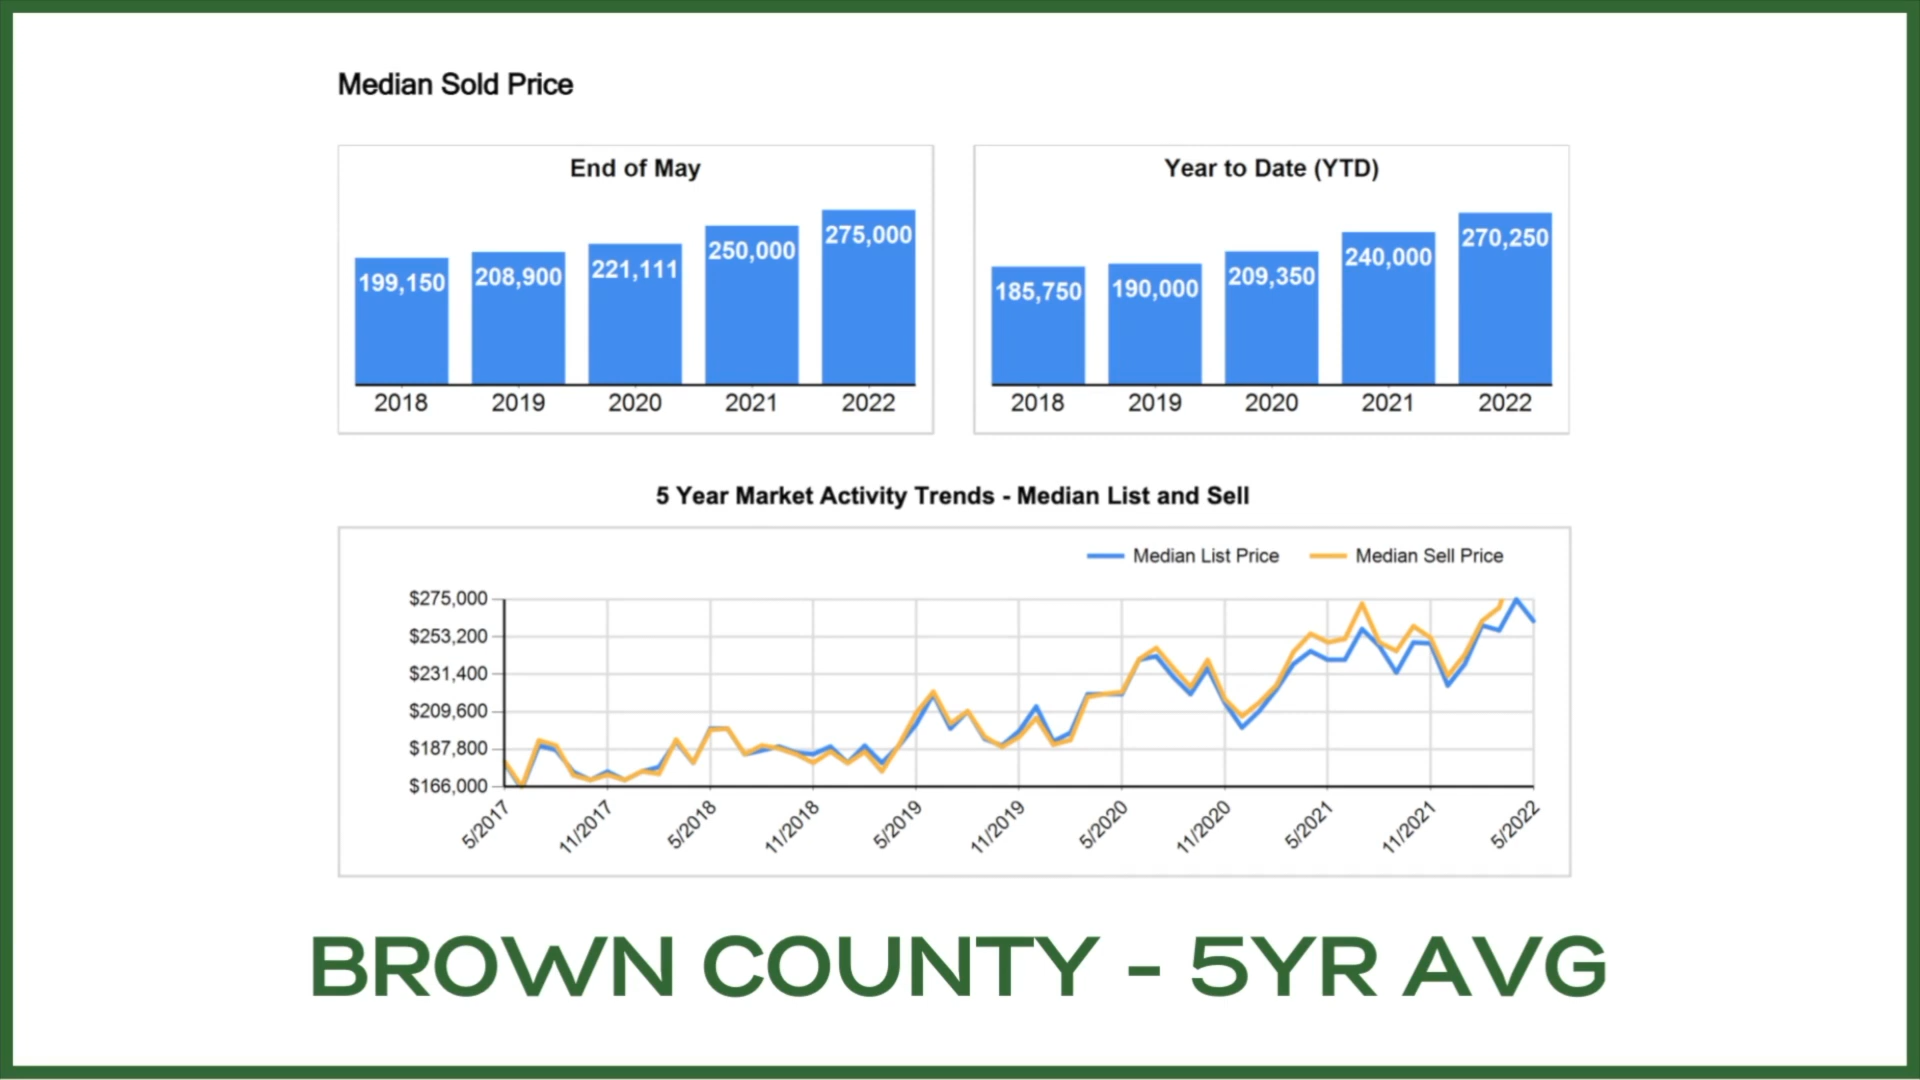 Median Sold Price
End of May
199,150 208,900 221,111 250,000 275,000
2018 2019 2020 2021 2022
Year to Date (YTD)
185,750 190,000 209,350 240,000 270,250
2018 2019 2020 2021 2022
5 Year Market Activity Trends - Median List and Sell
Median List Price Median Sell Price
$275,000
$253,200
$231,400
$209,600
$187,800
$166,000
5/2017 11/2017 5/2018 11/2018 5/2019 11/2019 5/2020 11/2020 5/2021 11/2021 5/2022
BROWN COUNTY - 5YR AVG